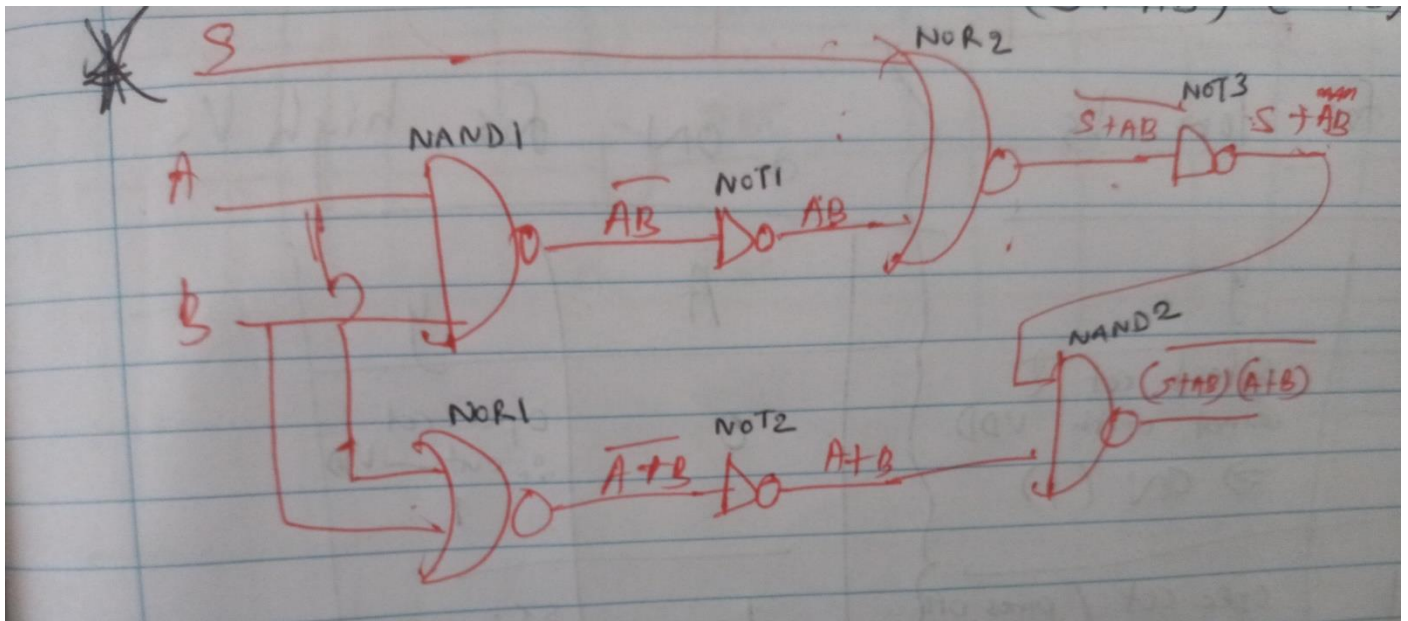 S
NOR2
NAND1
NOT3
A
S+AB
S+AB
NOT1
AB
AB
B
NAND2
(S+AB)(A+B)
NOR1
NOT2
A+B
A+B